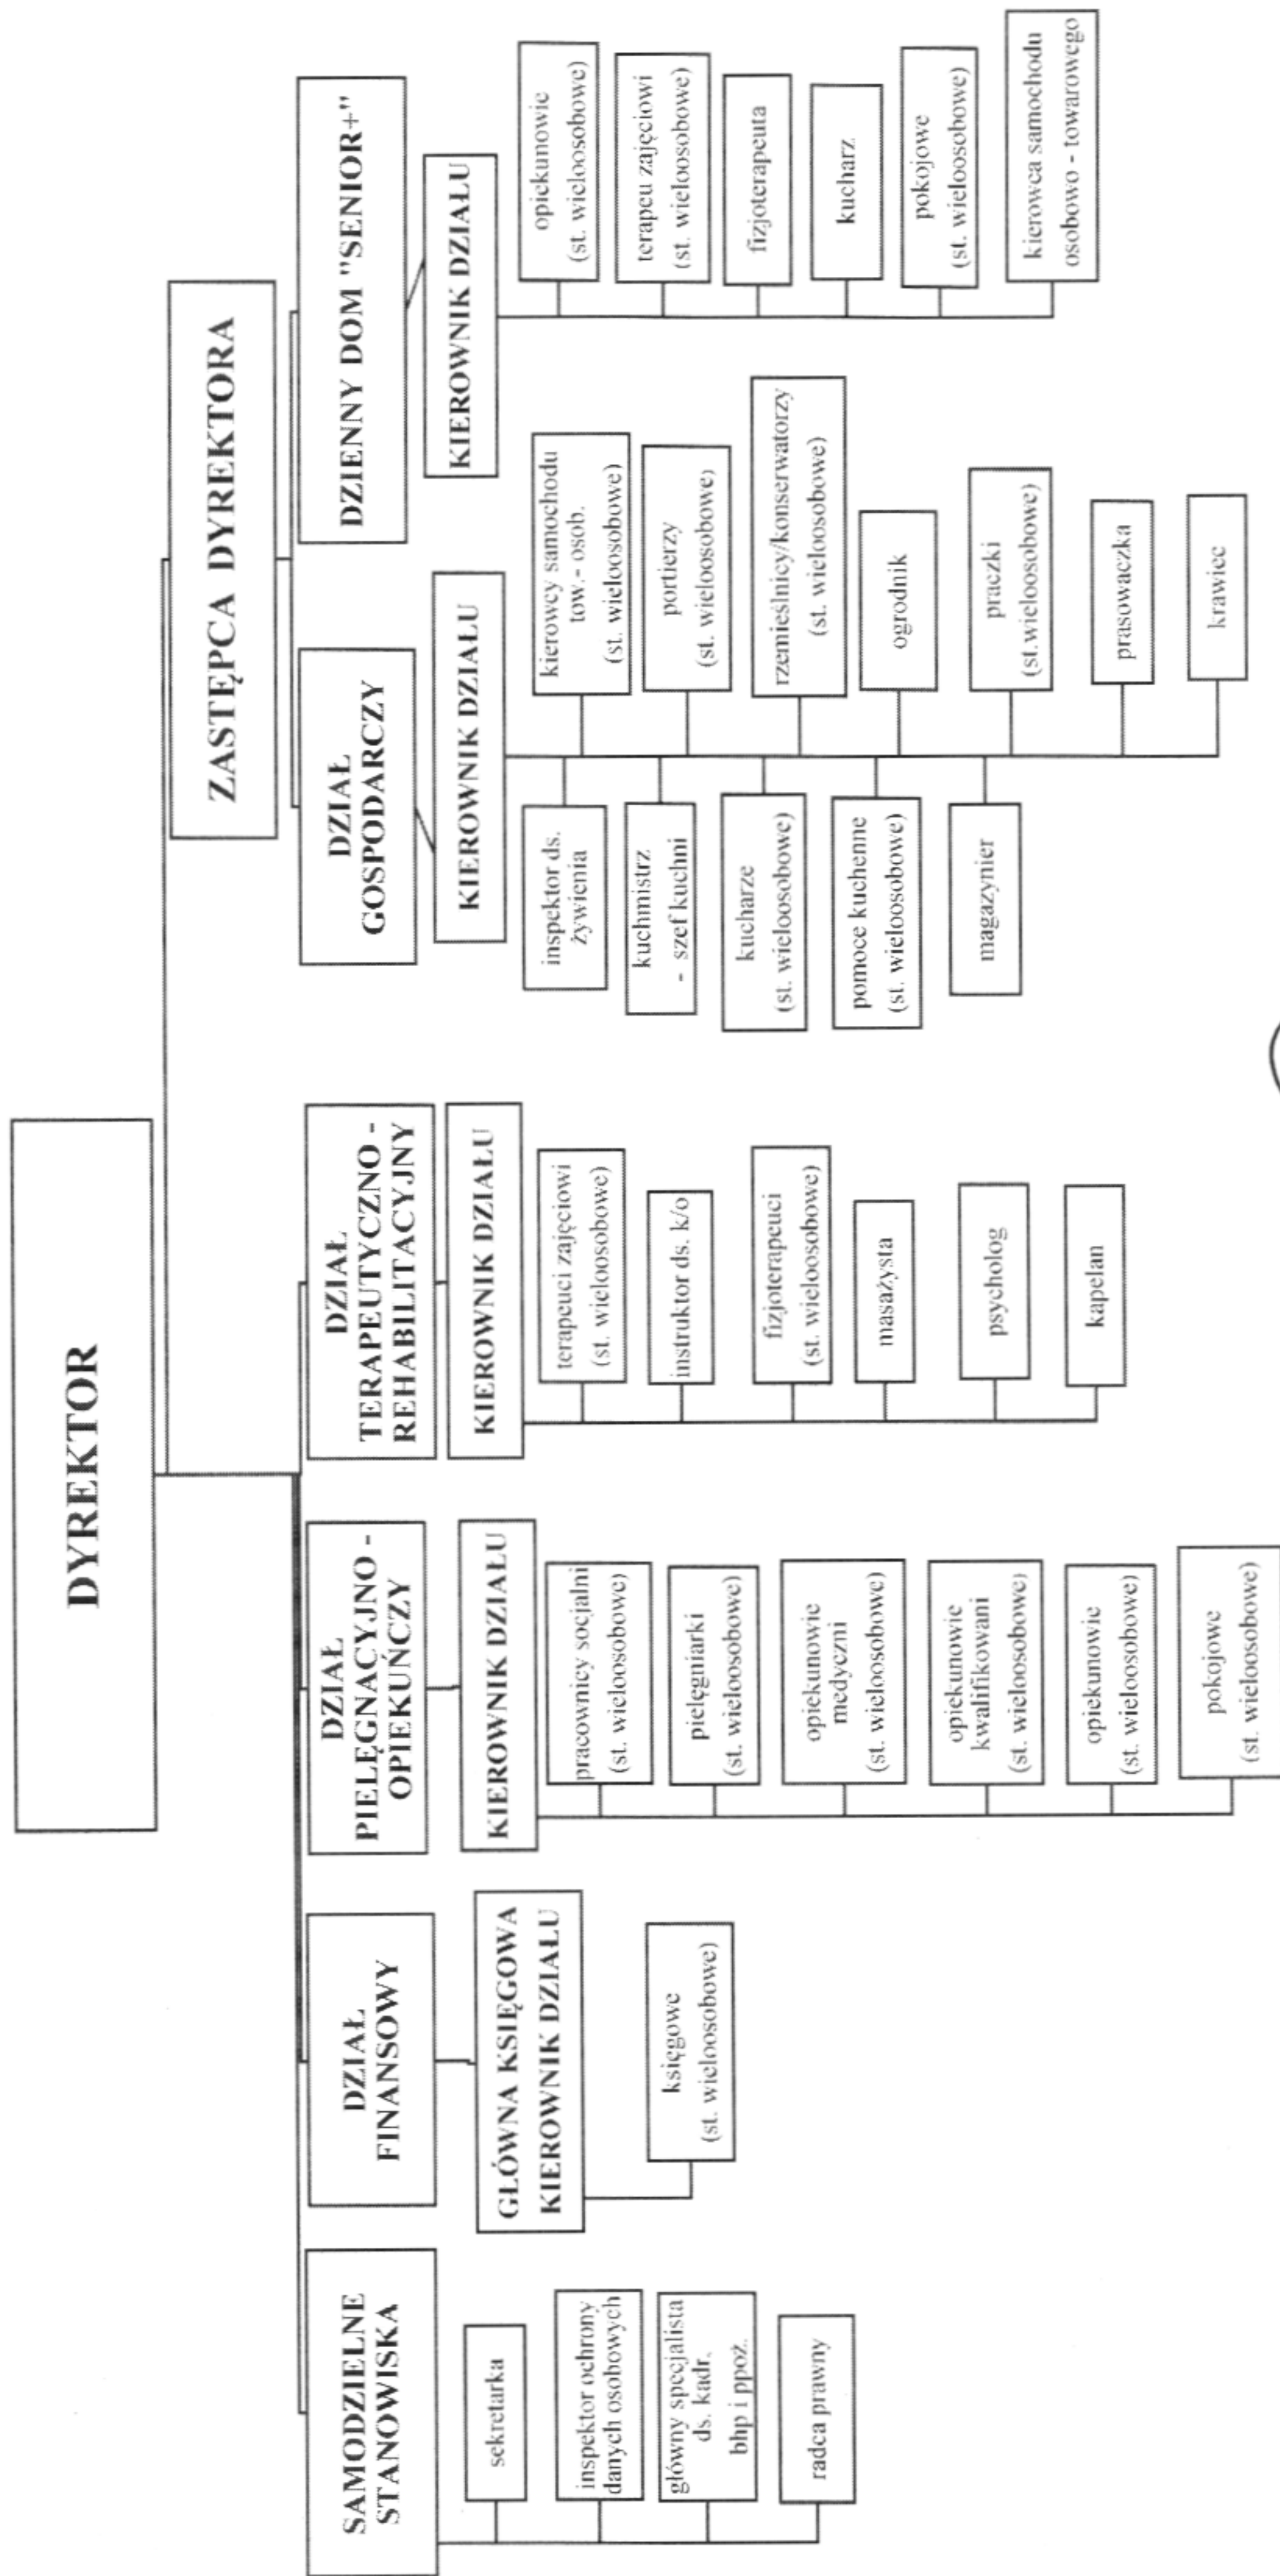 DYREKTOR
ZASTĘPCA DYREKTORA
SAMODZIELNE
STANOWISKA
sekretarka
inspektor ochrony
danych osobowych
główny specjalista
ds. kadr,
bhp i ppoż.
radca prawny
DZIAŁ
FINANSOWY
GŁÓWNA KSIĘGOWA
KIEROWNIK DZIAŁU
księgowe
(st. wieloosobowe)
DZIAŁ
PIELĘGNACYJNO -
OPIEKUŃCZY
KIEROWNIK DZIAŁU
pracownicy socjalni
(st. wieloosobowe)
pielęgniarki
(st. wieloosobowe)
opiekunowie
medyczni
(st. wieloosobowe)
opiekunowie
kwalifikowani
(st. wieloosobowe)
opiekunowie
(st. wieloosobowe)
pokojowe
(st. wieloosobowe)
DZIAŁ
TERAPEUTYCZNO -
REHABILITACYJNY
KIEROWNIK DZIAŁU
terapeuci zajęciowi
(st. wieloosobowe)
instruktor ds. k/o
fizjoterapeuci
(st. wieloosobowe)
masażysta
psycholog
kapelan
DZIAŁ
GOSPODARCZY
KIEROWNIK DZIAŁU
inspektor ds.
żywienia
kuchmistrz
- szef kuchni
kucharze
(st. wieloosobowe)
pomoce kuchenne
(st. wieloosobowe)
magazynier
kierowcy samochodu
tow.- osob.
(st. wieloosobowe)
portierzy
(st. wieloosobowe)
rzemieślnicy/konserwatorzy
(st. wieloosobowe)
ogrodnik
praczki
(st.wieloosobowe)
prasowaczka
krawiec
DZIENNY DOM "SENIOR+"
KIEROWNIK DZIAŁU
opiekunowie
(st. wieloosobowe)
terapeu zajęciowi
(st. wieloosobowe)
fizjoterapeuta
kucharz
pokojowe
(st. wieloosobowe)
kierowca samochodu
osobowo - towarowego